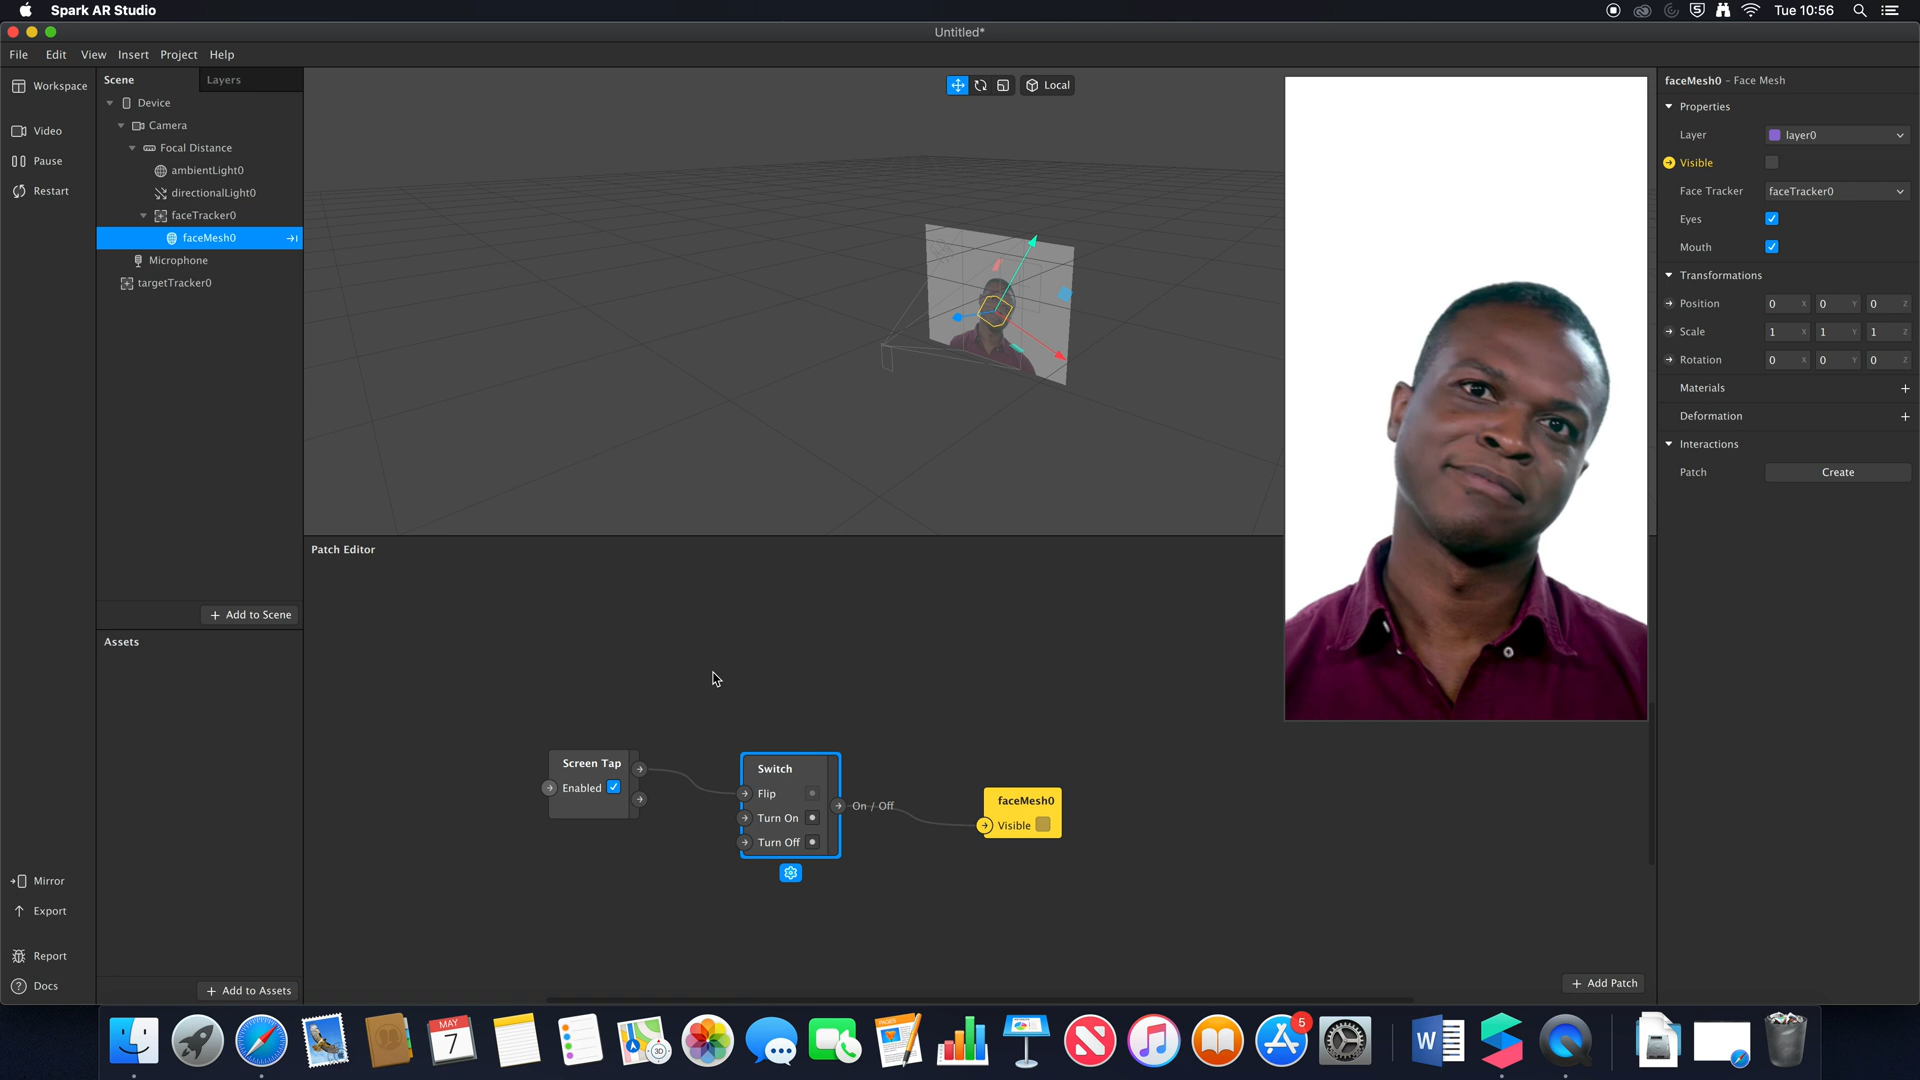 Spark AR Studio
Tue 10:56
Untitled*
File Edit View Insert Project Help
Workspace
Video
Pause
Restart
Mirror
Export
Report
Docs
Scene Layers
Device
Camera
Focal Distance
ambientLight0
directionalLight0
faceTracker0
faceMesh0
Microphone
targetTracker0
+ Add to Scene
Assets
+ Add to Assets
Local
Patch Editor
Screen Tap
Enabled
Switch
Flip
Turn On
Turn Off
On / Off
faceMesh0
Visible
+ Add Patch
faceMesh0 – Face Mesh
Properties
Layer layer0
Visible
Face Tracker faceTracker0
Eyes
Mouth
Transformations
Position 0 X 0 Y 0 Z
Scale 1 X 1 Y 1 Z
Rotation 0 X 0 Y 0 Z
Materials +
Deformation +
Interactions
Patch Create
MAY
7
3D
5
W